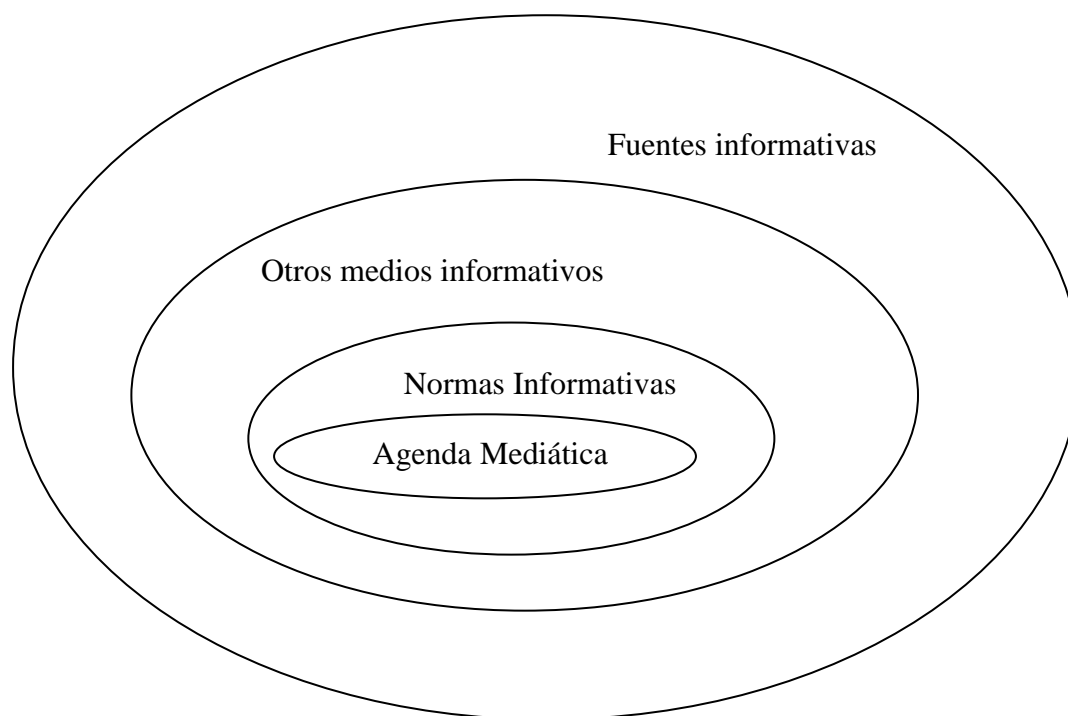 Fuentes informativas
Otros medios informativos
Normas Informativas
Agenda Mediática